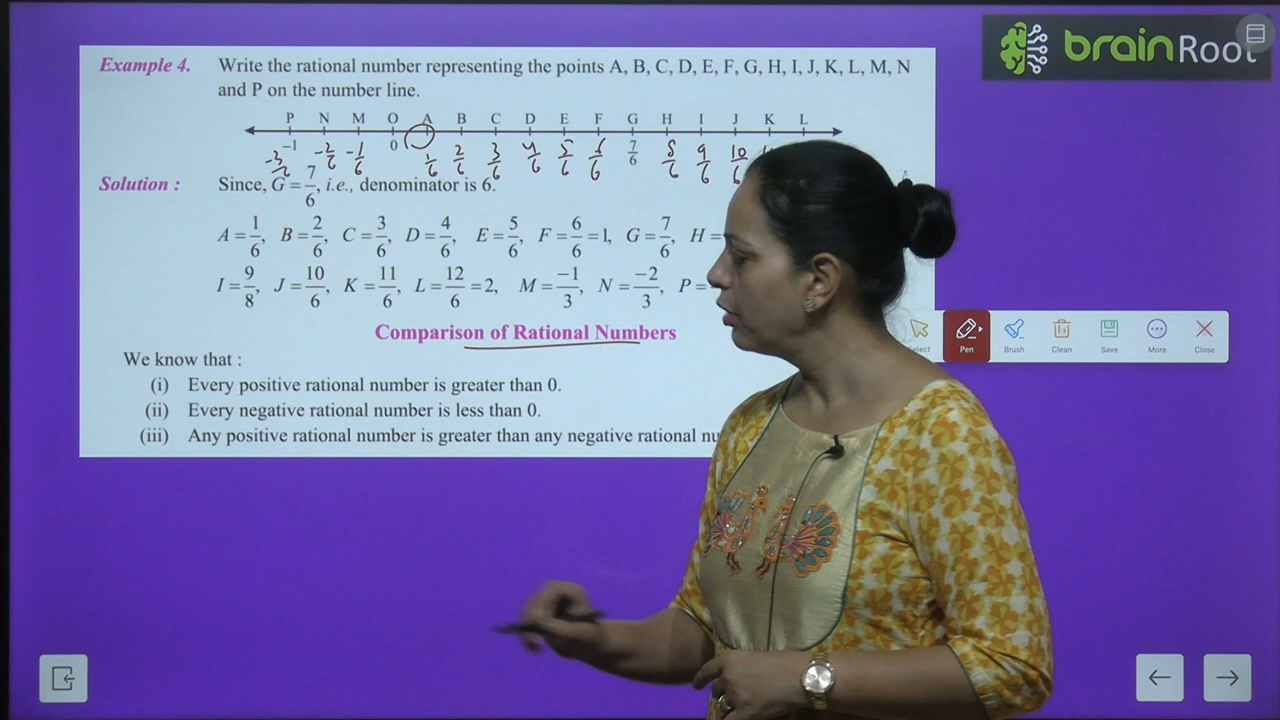 brainRoot
Example 4. Write the rational number representing the points A, B, C, D, E, F, G, H, I, J, K, L, M, N
and P on the number line.
P N M O A B C D E F G H I J K L
-1 0 7/6
-3/6 -2/6 -1/6 1/6 2/6 3/6 4/6 5/6 6/6 8/6 9/6 10/6
Solution : Since, G = 7/6, i.e., denominator is 6.
A = 1/6, B = 2/6, C = 3/6, D = 4/6, E = 5/6, F = 6/6 = 1, G = 7/6, H =
I = 9/8, J = 10/6, K = 11/6, L = 12/6 = 2, M = -1/3, N = -2/3, P =
Comparison of Rational Numbers
We know that :
(i) Every positive rational number is greater than 0.
(ii) Every negative rational number is less than 0.
(iii) Any positive rational number is greater than any negative rational
Select Pen Brush Clean Save More Close